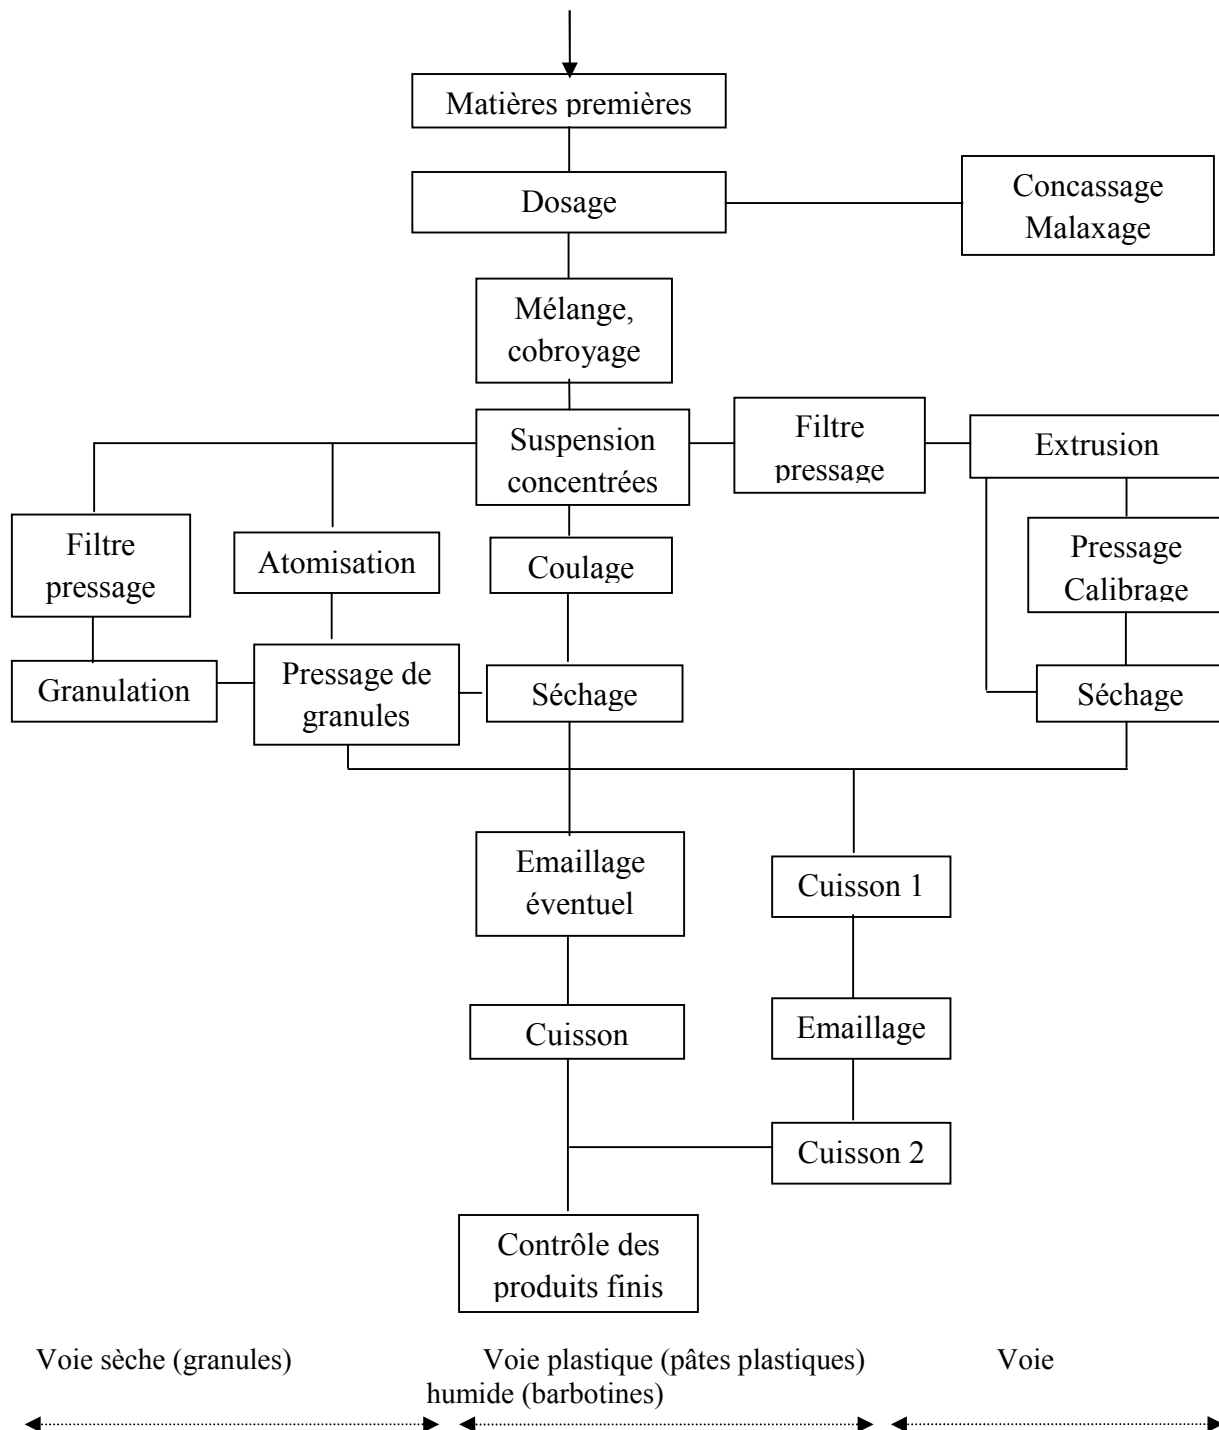 Matières premières
Dosage
Concassage
Malaxage
Mélange,
cobroyage
Suspension
concentrées
Filtre
pressage
Extrusion
Filtre
pressage
Atomisation
Coulage
Pressage
Calibrage
Granulation
Pressage de
granules
Séchage
Séchage
Emaillage
éventuel
Cuisson 1
Cuisson
Emaillage
Cuisson 2
Contrôle des
produits finis
Voie sèche (granules) Voie plastique (pâtes plastiques) Voie
humide (barbotines)